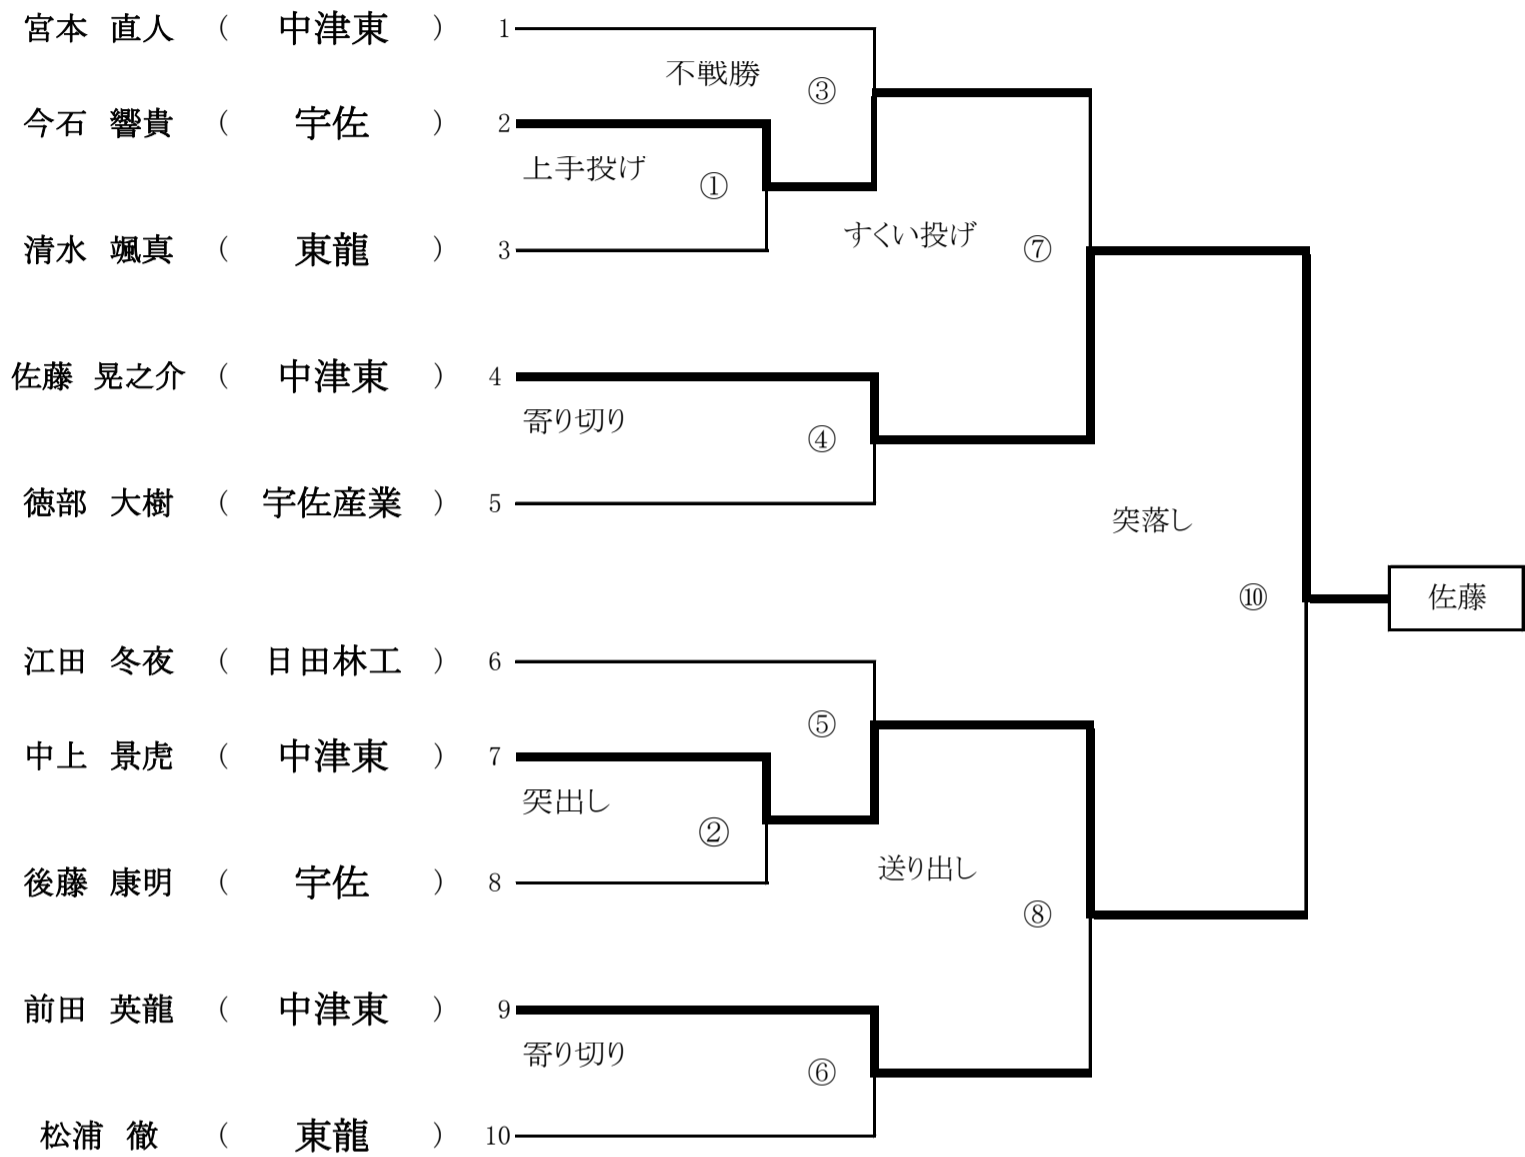 宮本 直人 ( 中津東 ) 1
不戦勝 ③
今石 響貴 ( 宇佐 ) 2
上手投げ ①
清水 颯真 ( 東龍 ) 3
すくい投げ ⑦
佐藤 晃之介 ( 中津東 ) 4
寄り切り ④
徳部 大樹 ( 宇佐産業 ) 5
突落し
⑩ 佐藤
江田 冬夜 ( 日田林工 ) 6
⑤
中上 景虎 ( 中津東 ) 7
突出し ②
送り出し
後藤 康明 ( 宇佐 ) 8
⑧
前田 英龍 ( 中津東 ) 9
寄り切り ⑥
松浦 徹 ( 東龍 ) 10